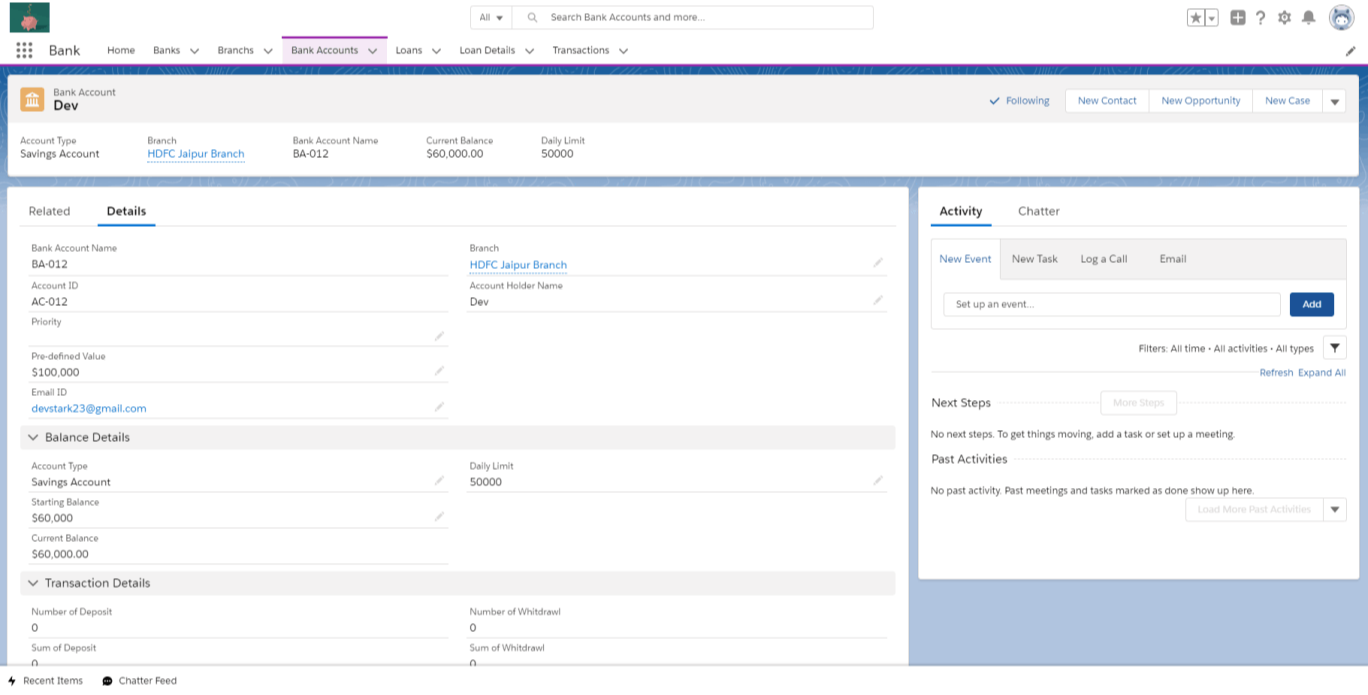 All
Search Bank Accounts and more...
Bank
Home
Banks
Branchs
Bank Accounts
Loans
Loan Details
Transactions
Bank Account
Dev
Following
New Contact
New Opportunity
New Case
Account Type
Branch
Bank Account Name
Current Balance
Daily Limit
Savings Account
HDFC Jaipur Branch
BA-012
$60,000.00
50000
Related
Details
Bank Account Name
BA-012
Branch
HDFC Jaipur Branch
Account ID
AC-012
Account Holder Name
Dev
Priority
Pre-defined Value
$100,000
Email ID
devstark23@gmail.com
Balance Details
Account Type
Savings Account
Daily Limit
50000
Starting Balance
$60,000
Current Balance
$60,000.00
Transaction Details
Number of Deposit
0
Number of Whitdrawl
0
Sum of Deposit
0
Sum of Whitdrawl
0
Activity
Chatter
New Event
New Task
Log a Call
Email
Set up an event...
Add
Filters: All time • All activities • All types
Refresh Expand All
Next Steps
More Steps
No next steps. To get things moving, add a task or set up a meeting.
Past Activities
No past activity. Past meetings and tasks marked as done show up here.
Load More Past Activities
Recent Items
Chatter Feed